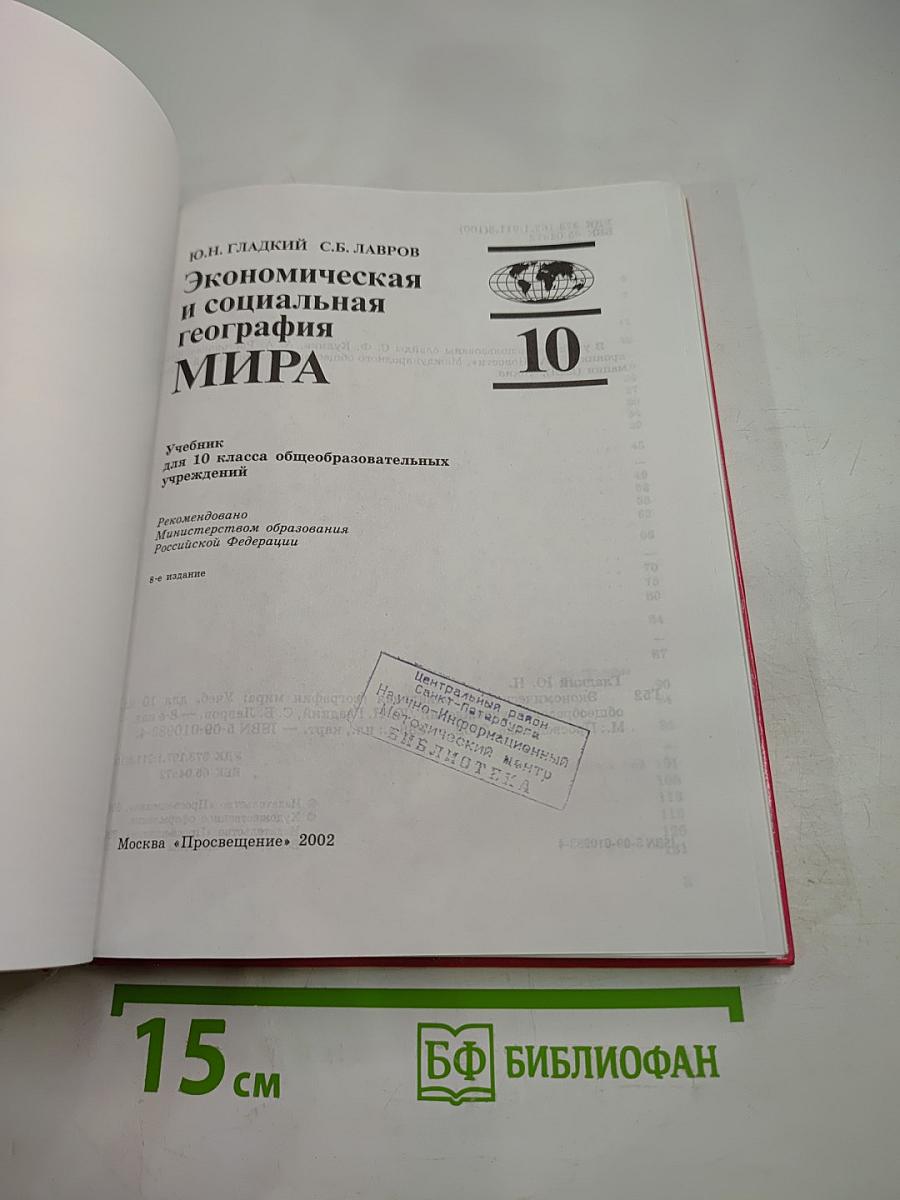 Ю.Н. ГЛАДКИЙ С.Б. ЛАВРОВ
Экономическая
и социальная
география
МИРА
10
Учебник
для 10 класса общеобразовательных
учреждений
Рекомендовано
Министерством образования
Российской Федерации
8-е издание
Центральный район
Санкт-Петербурга
Научно-Информационный
Методический центр
БИБЛИОТЕКА
Москва «Просвещение» 2002
15 см
БФ БИБЛИОФАН